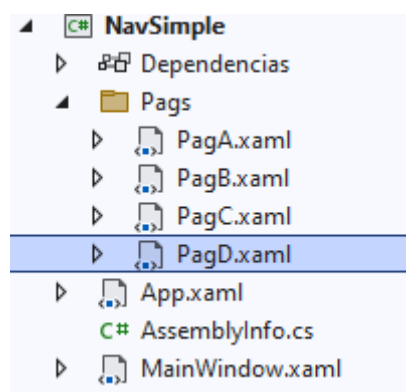 C# NavSimple
Dependencias
Pags
PagA.xaml
PagB.xaml
PagC.xaml
PagD.xaml
App.xaml
C# AssemblyInfo.cs
MainWindow.xaml